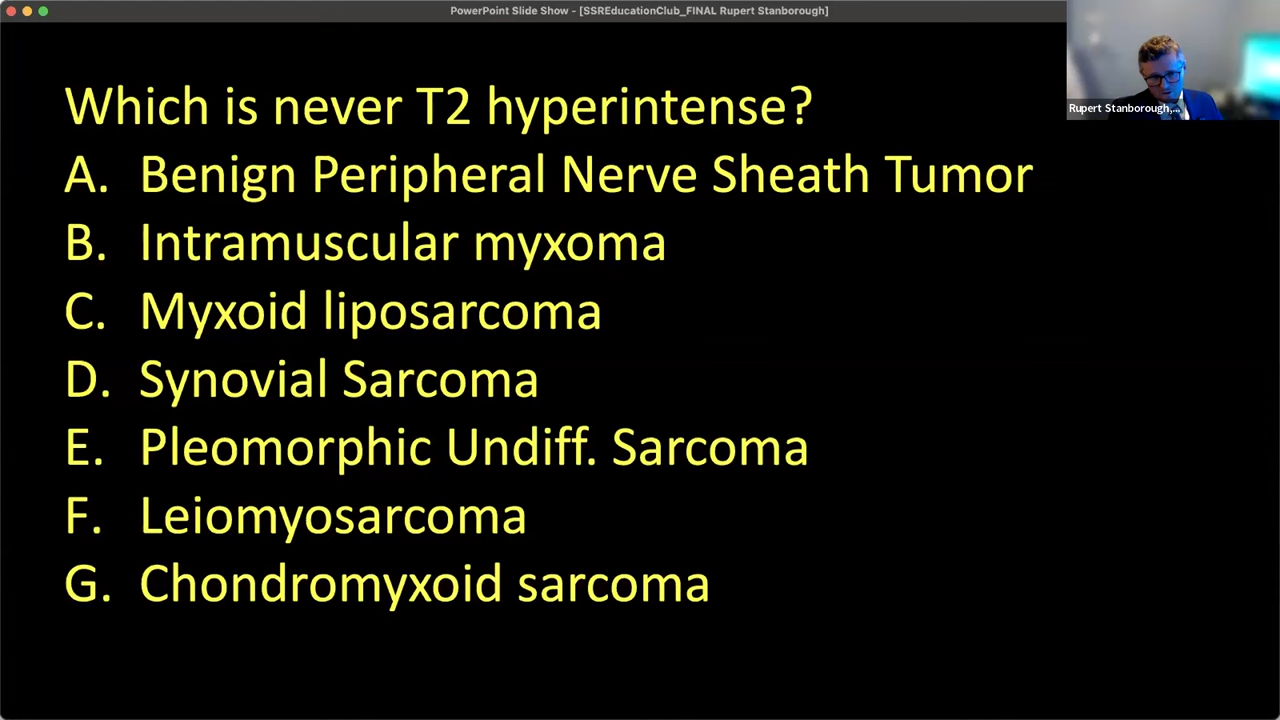 PowerPoint Slide Show - [SSREducationClub_FINAL Rupert Stanborough]
Rupert Stanborough,...
Which is never T2 hyperintense?
A. Benign Peripheral Nerve Sheath Tumor
B. Intramuscular myxoma
C. Myxoid liposarcoma
D. Synovial Sarcoma
E. Pleomorphic Undiff. Sarcoma
F. Leiomyosarcoma
G. Chondromyxoid sarcoma